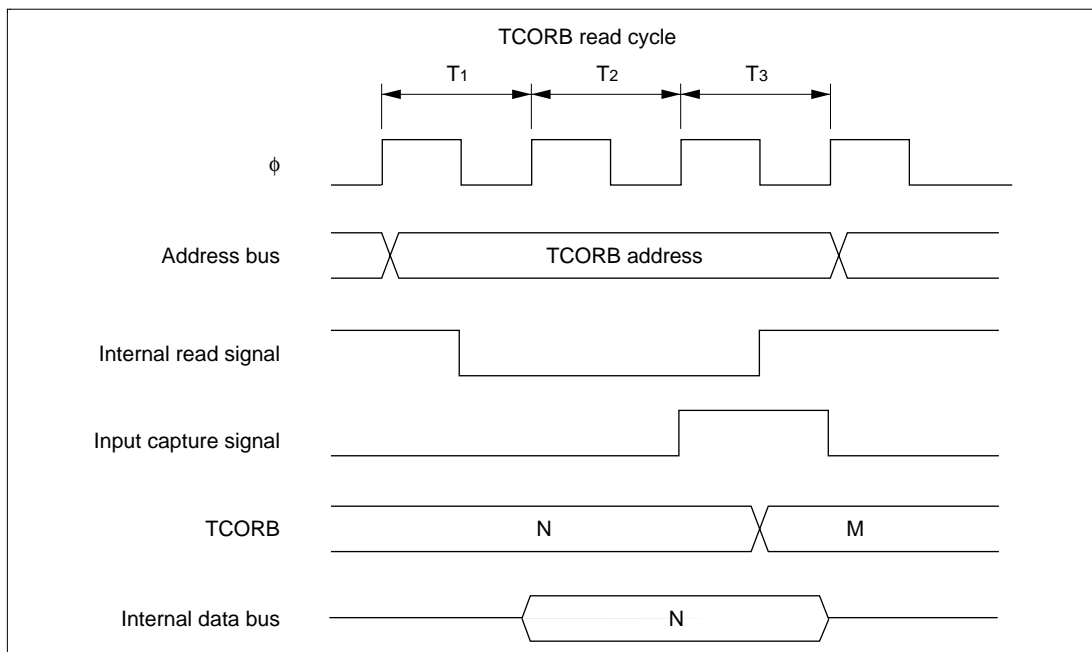 TCORB read cycle
T1 T2 T3
ϕ
Address bus TCORB address
Internal read signal
Input capture signal
TCORB N M
Internal data bus N